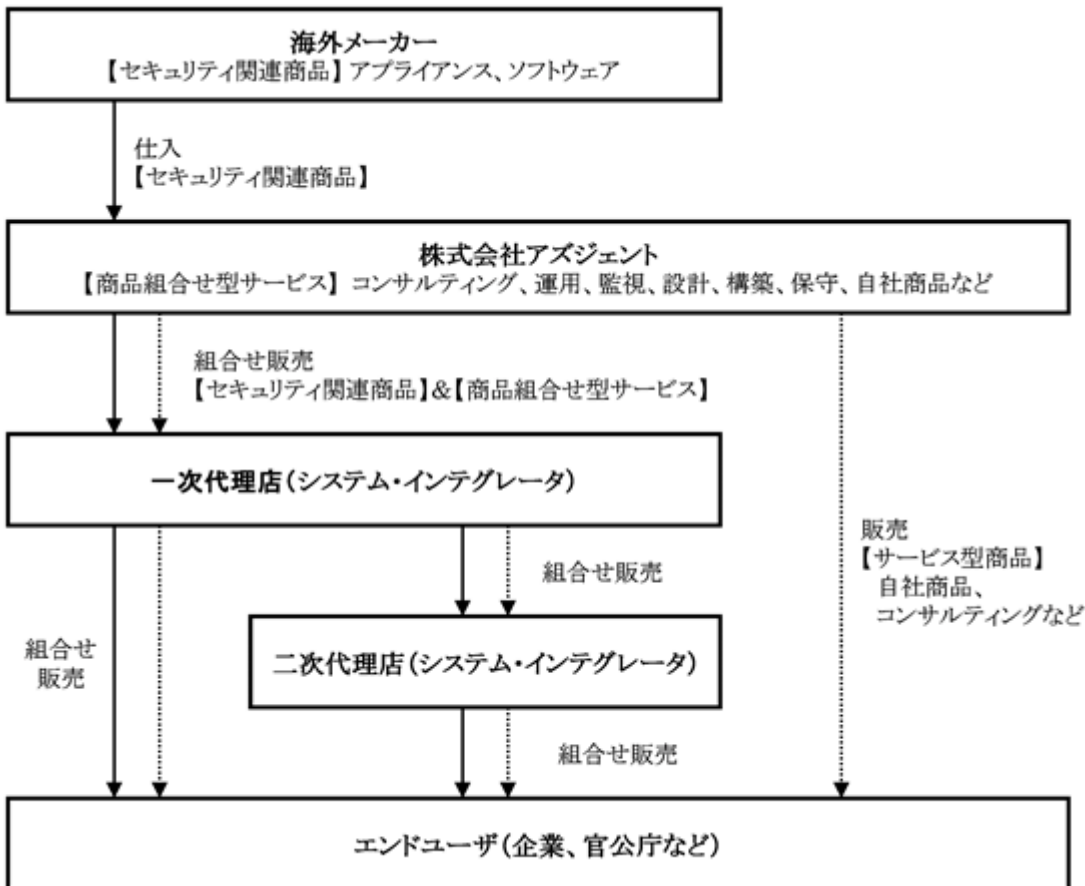 海外メーカー
【セキュリティ関連商品】アプライアンス、ソフトウェア
仕入
【セキュリティ関連商品】
株式会社アズジェント
【商品組合せ型サービス】 コンサルティング、運用、監視、設計、構築、保守、自社商品など
組合せ販売
【セキュリティ関連商品】&【商品組合せ型サービス】
一次代理店(システム・インテグレータ)
販売
【サービス型商品】
自社商品、
コンサルティングなど
組合せ販売
組合せ
販売
二次代理店(システム・インテグレータ)
組合せ販売
エンドユーザ(企業、官公庁など)